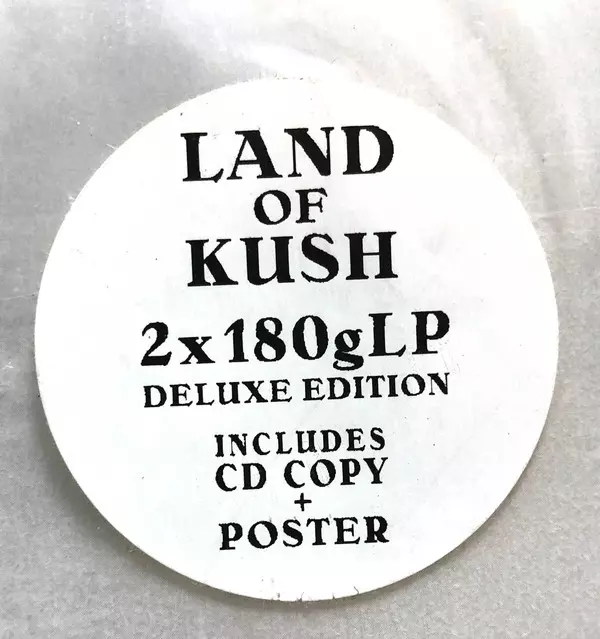 LAND
OF
KUSH
2x180gLP
DELUXE EDITION
INCLUDES
CD COPY
+
POSTER